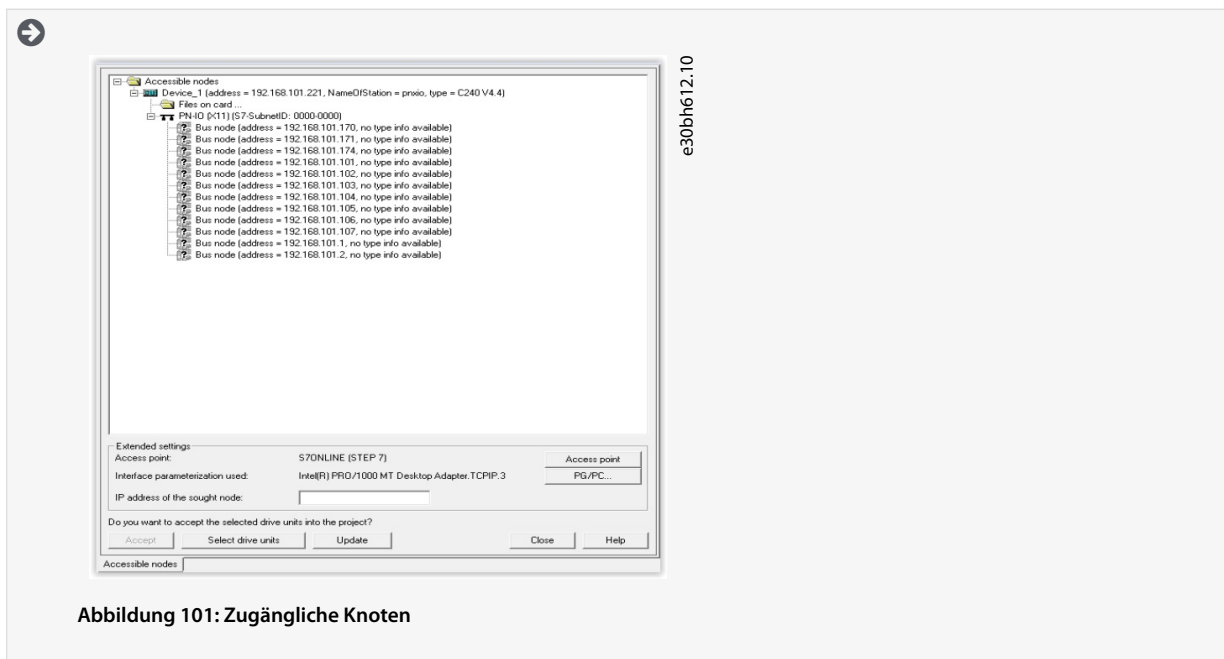 Accessible nodes
Device_1 (address = 192.168.101.221, NameOfStation = pnxio, type = C240 V4.4)
Files on card ...
PN-IO (X11) (S7-SubnetID: 0000-0000)
Bus node (address = 192.168.101.170, no type info available)
Bus node (address = 192.168.101.171, no type info available)
Bus node (address = 192.168.101.174, no type info available)
Bus node (address = 192.168.101.101, no type info available)
Bus node (address = 192.168.101.102, no type info available)
Bus node (address = 192.168.101.103, no type info available)
Bus node (address = 192.168.101.104, no type info available)
Bus node (address = 192.168.101.105, no type info available)
Bus node (address = 192.168.101.106, no type info available)
Bus node (address = 192.168.101.107, no type info available)
Bus node (address = 192.168.101.1, no type info available)
Bus node (address = 192.168.101.2, no type info available)
Extended settings
Access point: S7ONLINE (STEP 7) Access point
Interface parameterization used: Intel(R) PRO/1000 MT Desktop Adapter.TCPIP.3 PG/PC...
IP address of the sought node:
Do you want to accept the selected drive units into the project?
Accept Select drive units Update Close Help
Accessible nodes
e30bh612.10
Abbildung 101: Zugängliche Knoten